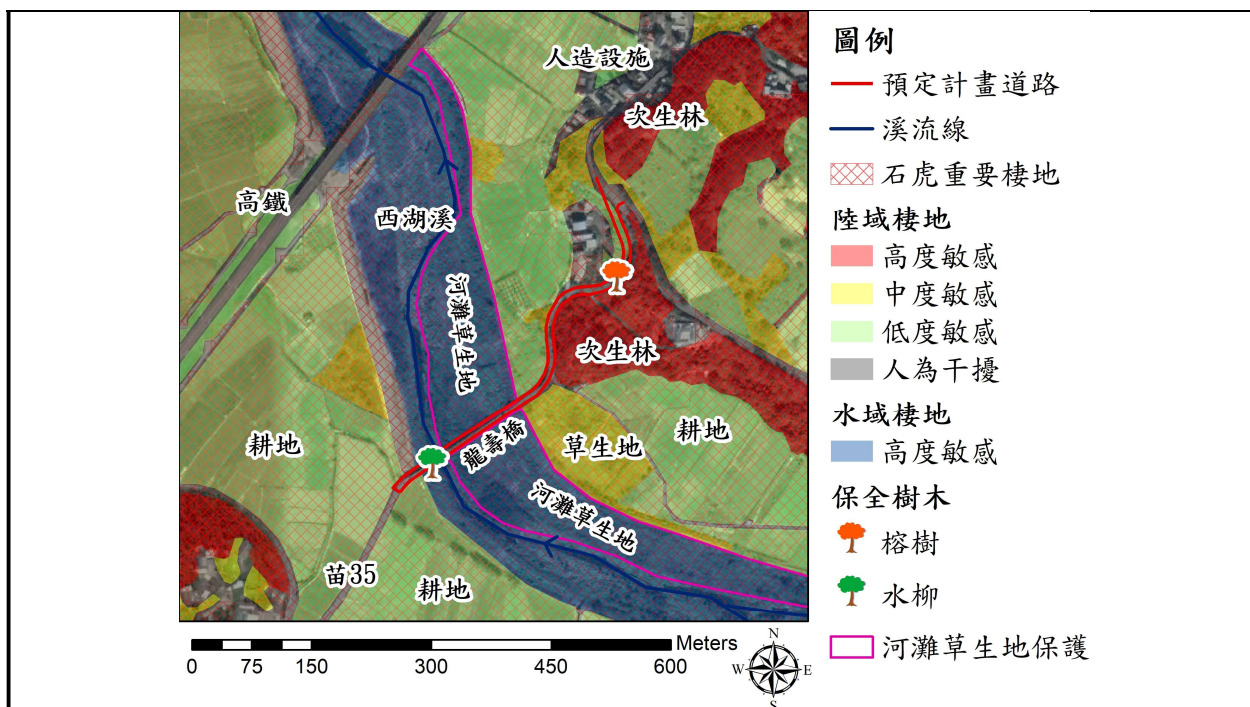 人造設施
次生林
高鐵
西湖溪
河灘草生地
次生林
耕地
龍壽橋
草生地
耕地
河灘草生地
苗35
耕地
Meters
0 75 150 300 450 600
N
W E
S
圖例
預定計畫道路
溪流線
石虎重要棲地
陸域棲地
高度敏感
中度敏感
低度敏感
人為干擾
水域棲地
高度敏感
保全樹木
榕樹
水柳
河灘草生地保護